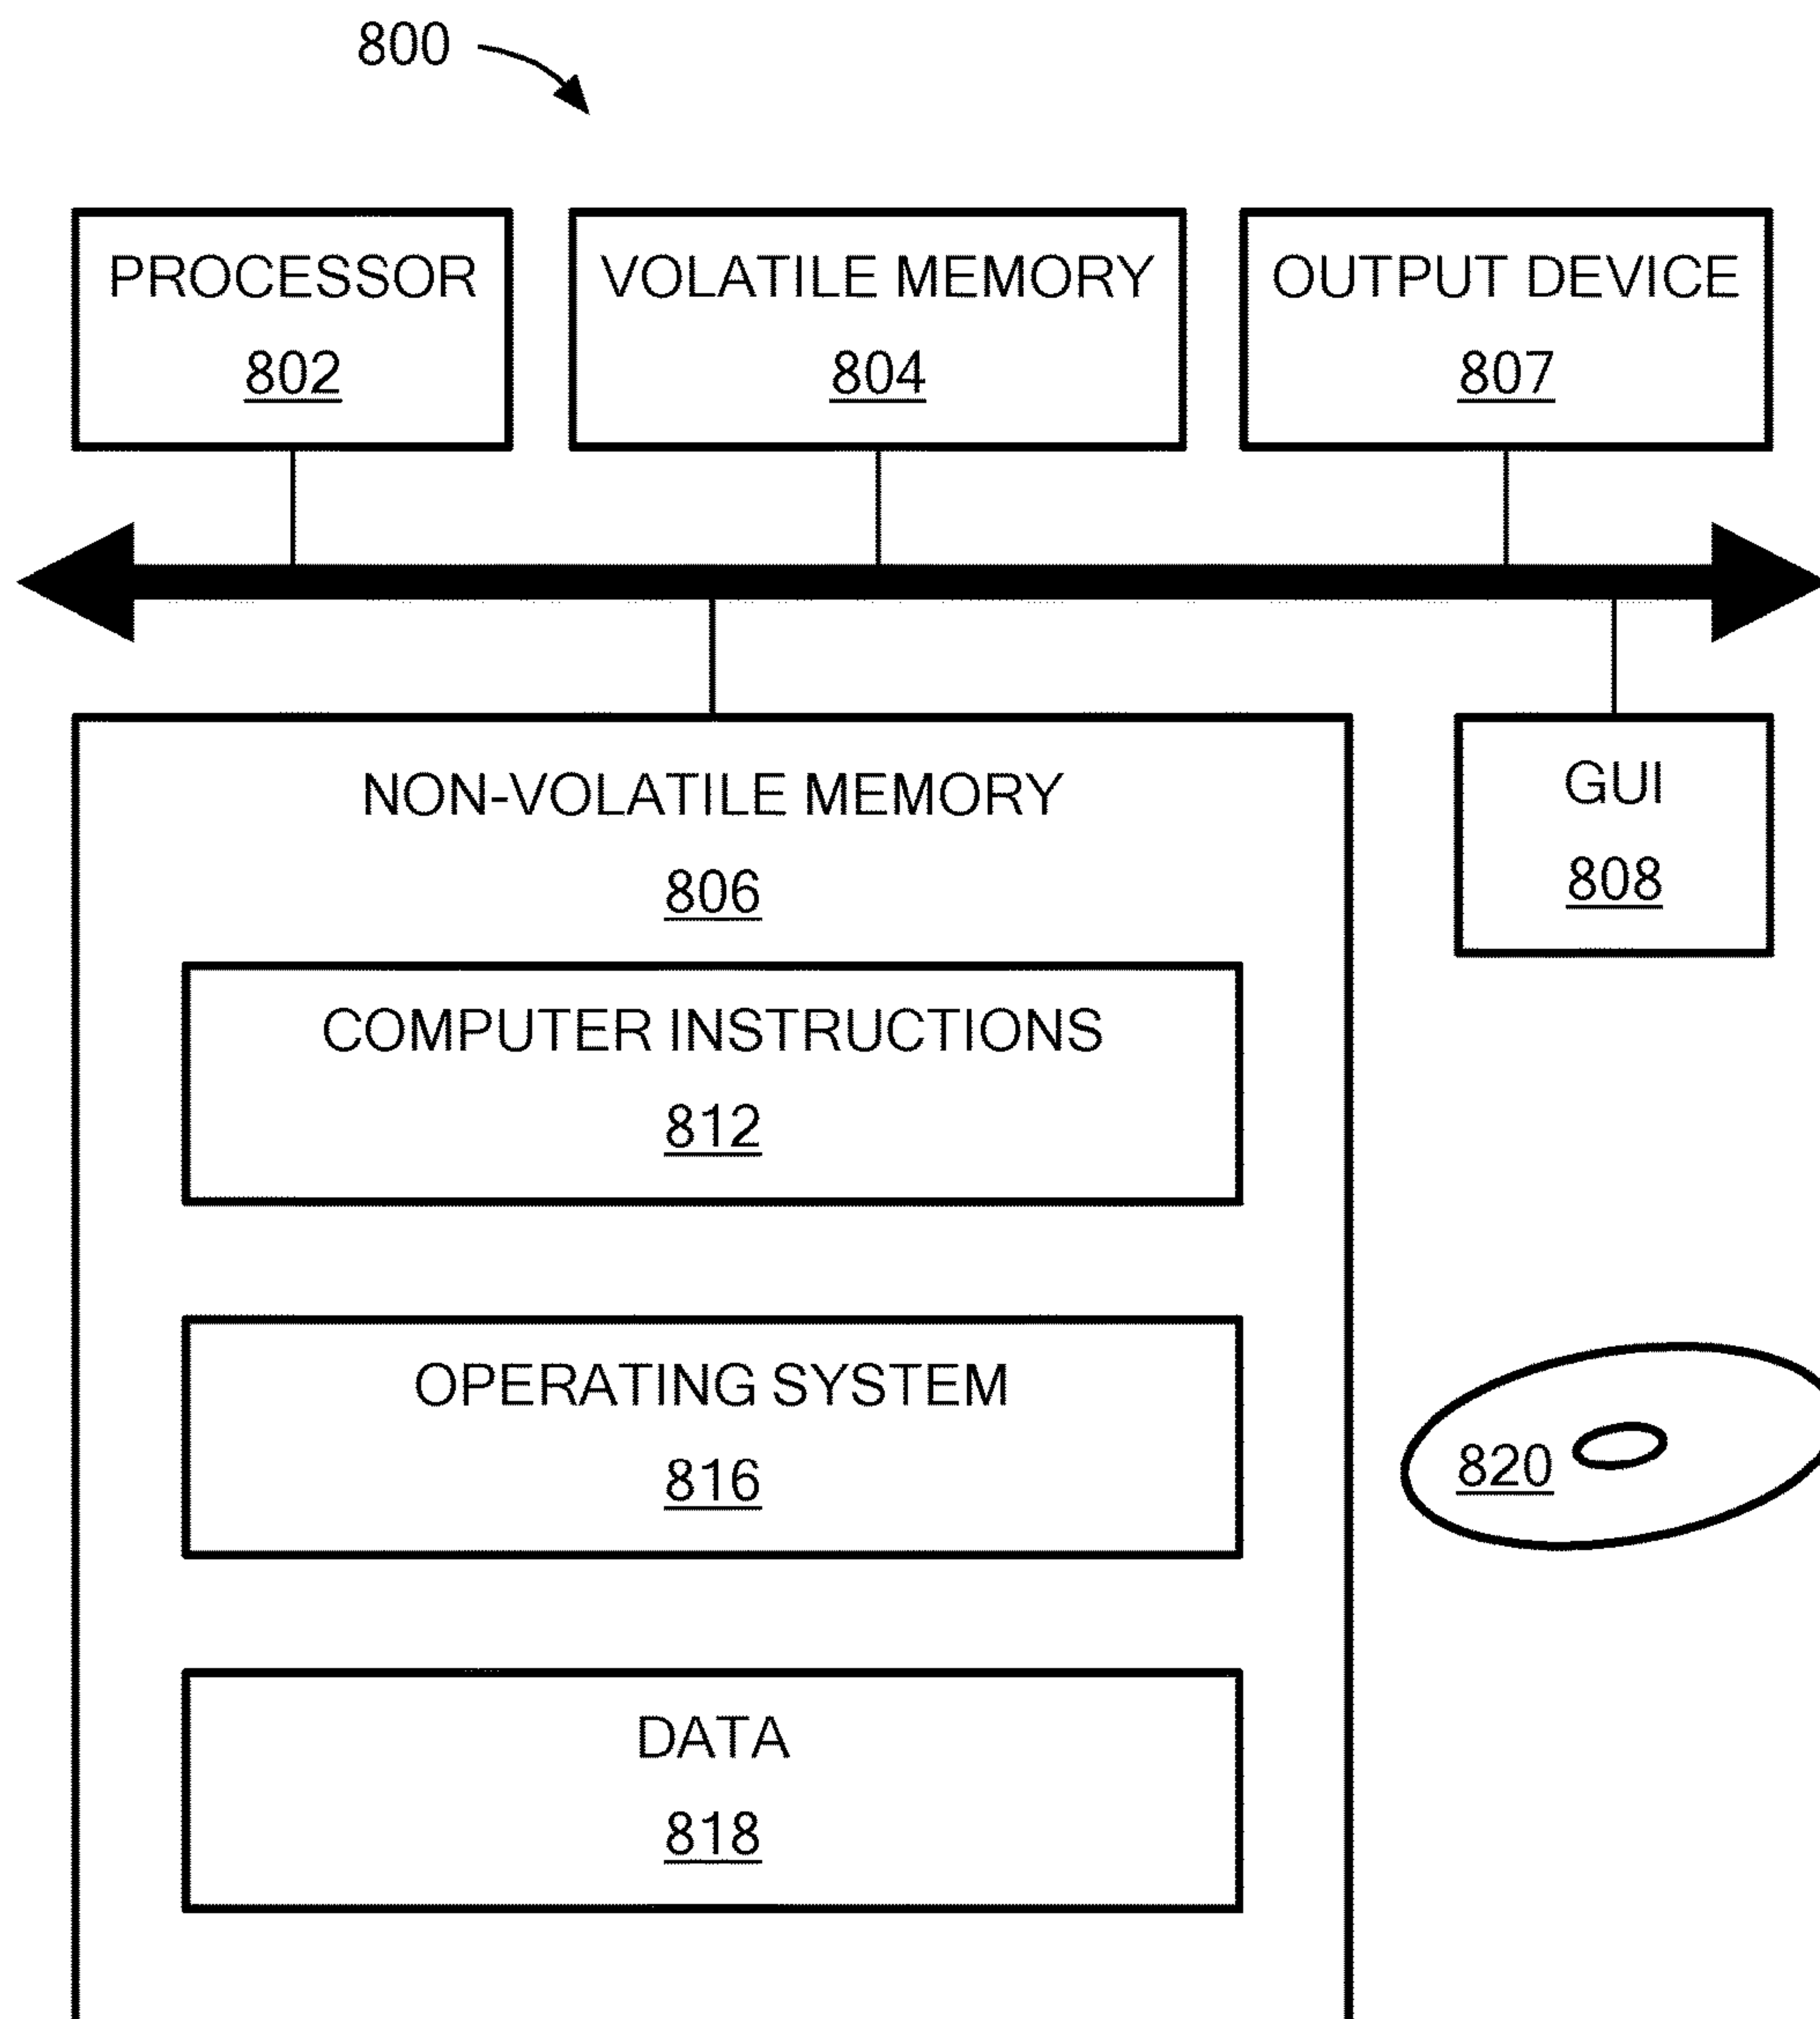 800
PROCESSOR
802
VOLATILE MEMORY
804
OUTPUT DEVICE
807
NON-VOLATILE MEMORY
806
GUI
808
COMPUTER INSTRUCTIONS
812
OPERATING SYSTEM
816
820
DATA
818